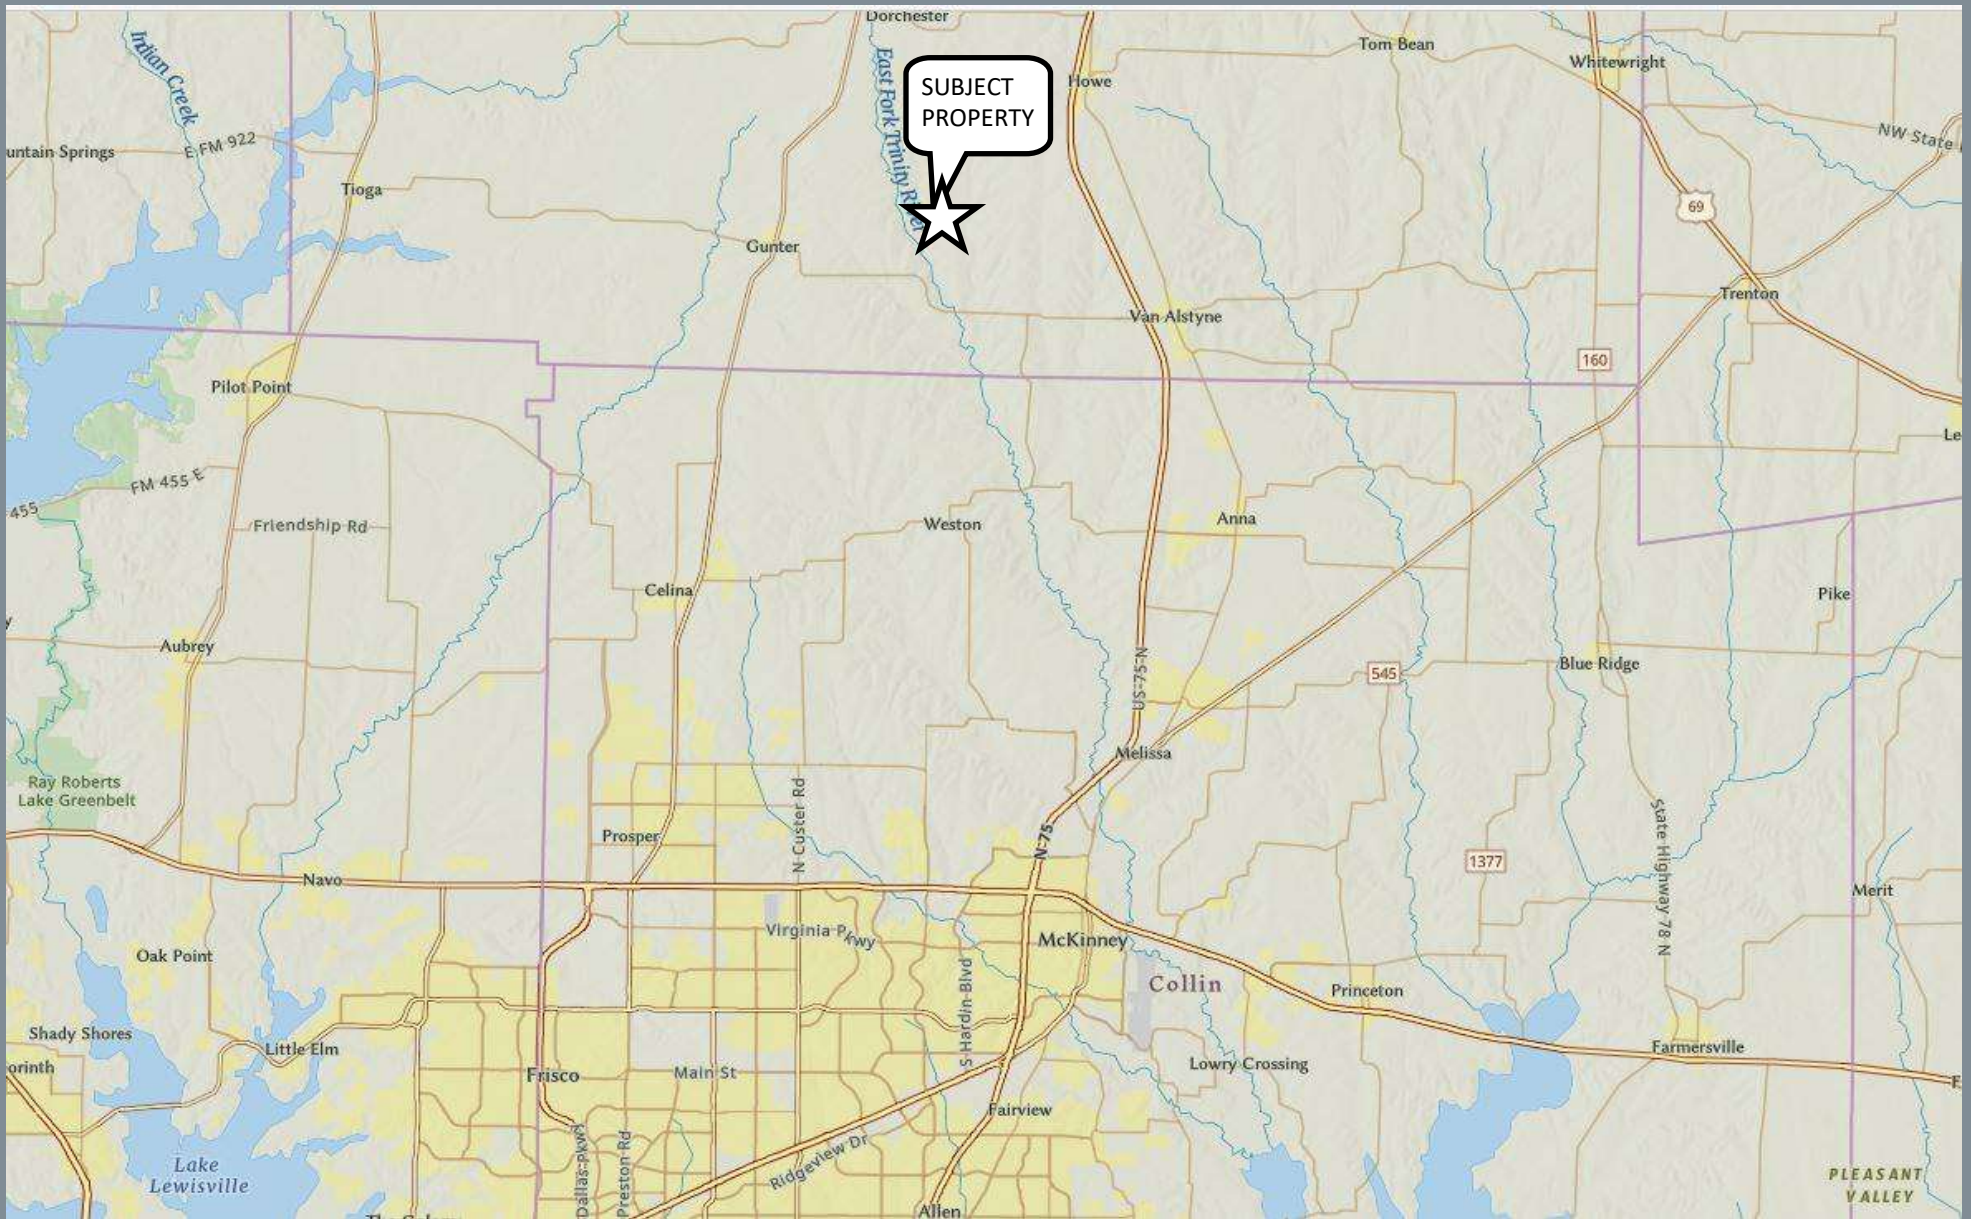 Dorchester
Indian Creek
East Fork Trinity River
SUBJECT
PROPERTY
Howe
Tom Bean
Whitewright
NW State
untain Springs
E FM 922
Tioga
69
Gunter
Trenton
Van Alstyne
160
Pilot Point
Le
FM 455 E
455
Friendship Rd
Weston
Anna
Celina
Pike
y
Aubrey
US-75-N
545
Blue Ridge
Melissa
Ray Roberts
Lake Greenbelt
N Custer Rd
State Highway 78 N
Prosper
N-75
1377
Navo
Merit
Virginia Pkwy
McKinney
Oak Point
S-Hardin-Blvd
Collin
Princeton
Shady Shores
Little Elm
Farmersville
orinth
Frisco
Main St
Lowry Crossing
F
Fairview
Dallas-Pkwy
Preston Rd
Ridgeview Dr
Lake
Lewisville
PLEASANT
VALLEY
Allen